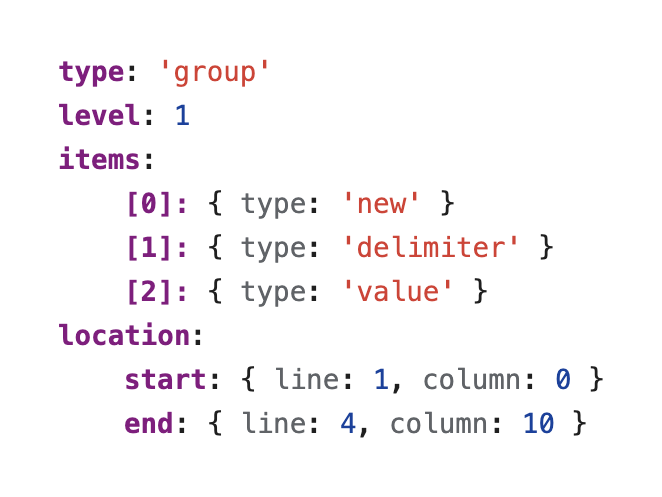 type: 'group'
level: 1
items:
[0]: { type: 'new' }
[1]: { type: 'delimiter' }
[2]: { type: 'value' }
location:
start: { line: 1, column: 0 }
end: { line: 4, column: 10 }